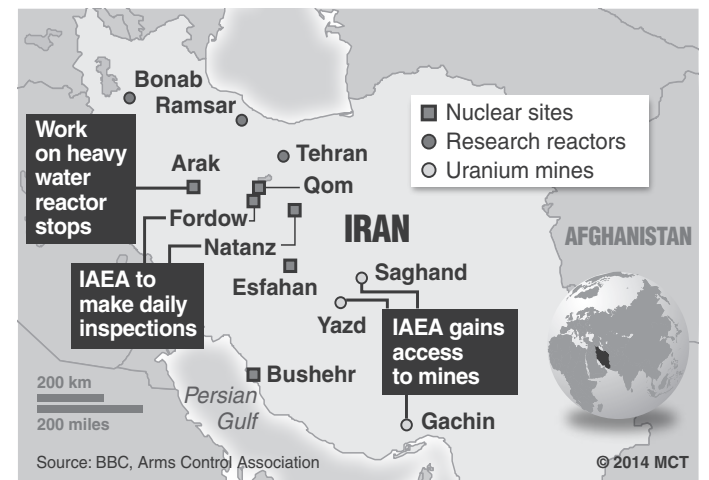 Bonab
Ramsar
Nuclear sites
Research reactors
Uranium mines
Work
on heavy
water
reactor
stops
Tehran
Arak
Qom
Fordow
IRAN
AFGHANISTAN
Natanz
IAEA to
make daily
inspections
Esfahan
Saghand
Yazd
IAEA gains
access
to mines
Bushehr
200 km
200 miles
Persian
Gulf
Gachin
Source: BBC, Arms Control Association
© 2014 MCT